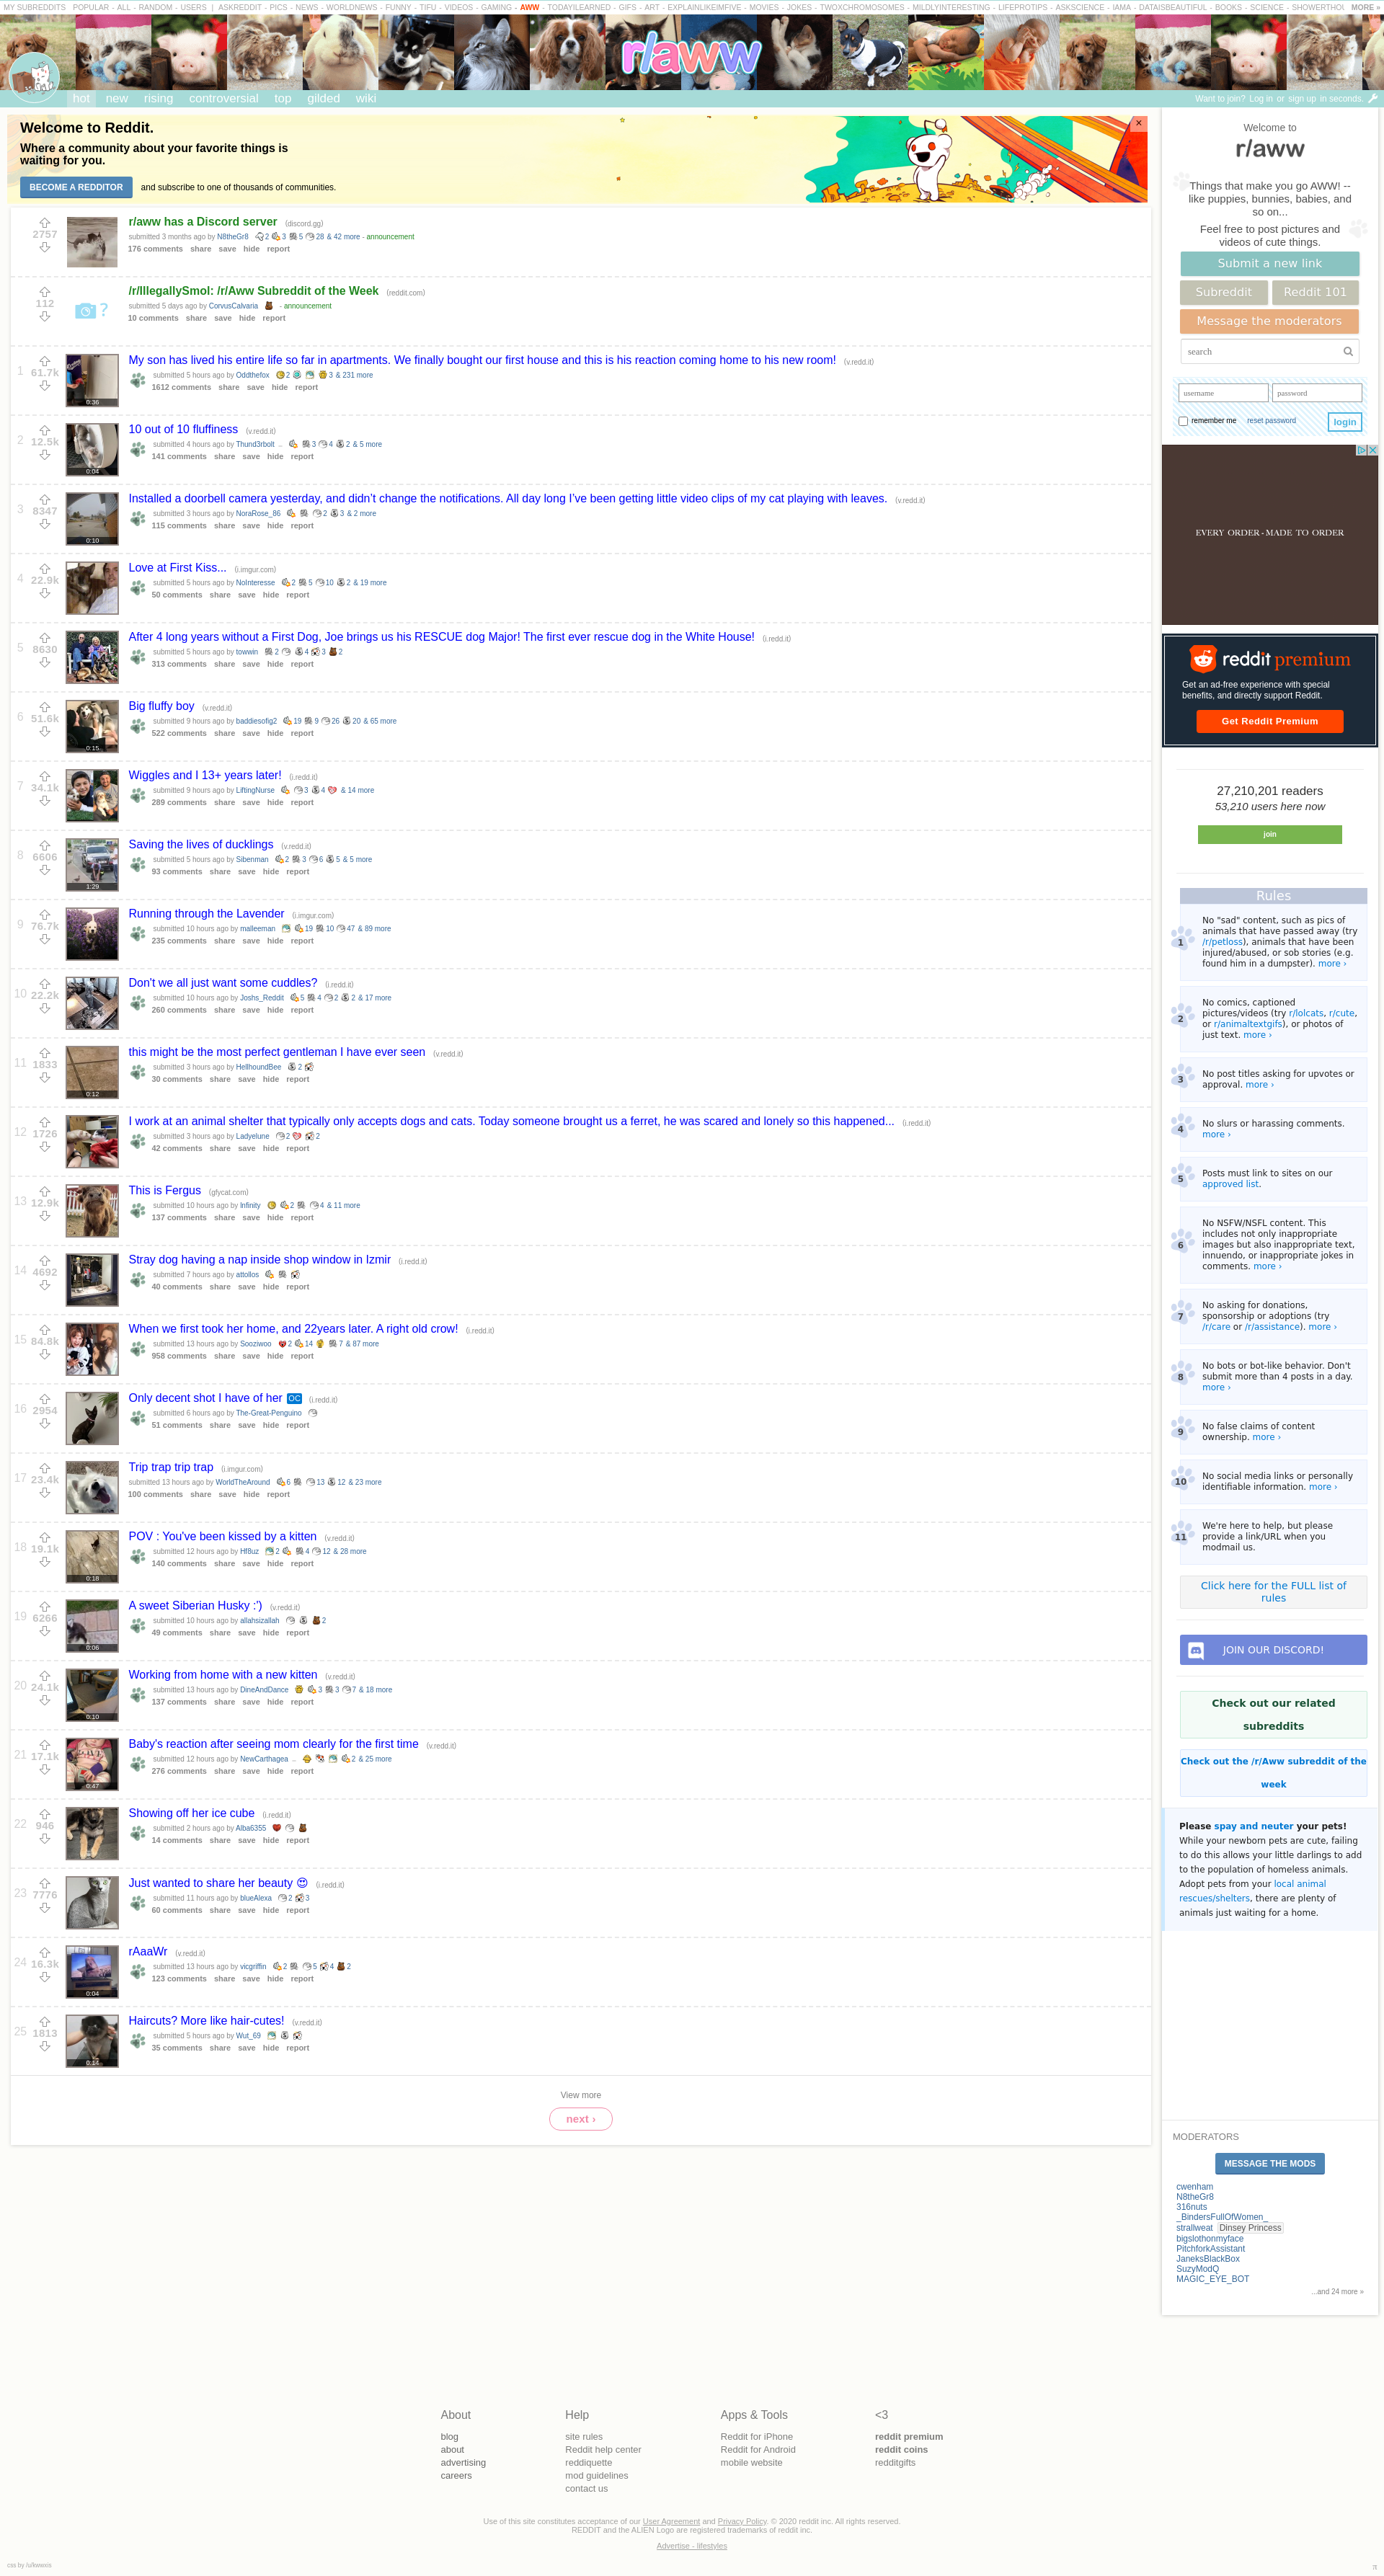 MY SUBREDDITS POPULAR - ALL - RANDOM - USERS | ASKREDDIT - PICS - NEWS - WORLDNEWS - FUNNY - TIFU - VIDEOS - GAMING - AWW - TODAYILEARNED - GIFS - ART - EXPLAINLIKEIMFIVE - MOVIES - JOKES - TWOXCHROMOSOMES - MILDLYINTERESTING - LIFEPROTIPS - ASKSCIENCE - IAMA - DATAISBEAUTIFUL - BOOKS - SCIENCE - SHOWERTHOU MORE »
r/aww
hot new rising controversial top gilded wiki
Want to join? Log in or sign up in seconds.
Welcome to Reddit.
Where a community about your favorite things is
waiting for you.
BECOME A REDDITOR and subscribe to one of thousands of communities.
×
2757
r/aww has a Discord server (discord.gg)
submitted 3 months ago by N8theGr8 2 3 5 28 & 42 more - announcement
176 comments share save hide report
112
/r/IllegallySmol: /r/Aww Subreddit of the Week (reddit.com)
submitted 5 days ago by CorvusCalvaria - announcement
10 comments share save hide report
1 61.7k 0:36
My son has lived his entire life so far in apartments. We finally bought our first house and this is his reaction coming home to his new room! (v.redd.it)
submitted 5 hours ago by Oddthefox 2 3 & 231 more
1612 comments share save hide report
2 12.5k 0:04
10 out of 10 fluffiness (v.redd.it)
submitted 4 hours ago by Thund3rbolt ... 3 4 2 & 5 more
141 comments share save hide report
3 8347 0:10
Installed a doorbell camera yesterday, and didn't change the notifications. All day long I've been getting little video clips of my cat playing with leaves. (v.redd.it)
submitted 3 hours ago by NoraRose_86 2 3 & 2 more
115 comments share save hide report
4 22.9k
Love at First Kiss... (i.imgur.com)
submitted 5 hours ago by NoInteresse 2 5 10 2 & 19 more
50 comments share save hide report
5 8630
After 4 long years without a First Dog, Joe brings us his RESCUE dog Major! The first ever rescue dog in the White House! (i.redd.it)
submitted 5 hours ago by towwin 2 4 3 2
313 comments share save hide report
6 51.6k 0:15
Big fluffy boy (v.redd.it)
submitted 9 hours ago by baddiesofig2 19 9 26 20 & 65 more
522 comments share save hide report
7 34.1k
Wiggles and I 13+ years later! (i.redd.it)
submitted 9 hours ago by LiftingNurse 3 4 & 14 more
289 comments share save hide report
8 6606 1:29
Saving the lives of ducklings (v.redd.it)
submitted 5 hours ago by Sibenman 2 3 6 5 & 5 more
93 comments share save hide report
9 76.7k
Running through the Lavender (i.imgur.com)
submitted 10 hours ago by malleeman 19 10 47 & 89 more
235 comments share save hide report
10 22.2k
Don't we all just want some cuddles? (i.redd.it)
submitted 10 hours ago by Joshs_Reddit 5 4 2 2 & 17 more
260 comments share save hide report
11 1833 0:12
this might be the most perfect gentleman I have ever seen (v.redd.it)
submitted 3 hours ago by HellhoundBee 2
30 comments share save hide report
12 1726
I work at an animal shelter that typically only accepts dogs and cats. Today someone brought us a ferret, he was scared and lonely so this happened... (i.redd.it)
submitted 3 hours ago by Ladyelune 2 2
42 comments share save hide report
13 12.9k
This is Fergus (gfycat.com)
submitted 10 hours ago by lnfinity 2 4 & 11 more
137 comments share save hide report
14 4692
Stray dog having a nap inside shop window in Izmir (i.redd.it)
submitted 7 hours ago by attollos
40 comments share save hide report
15 84.8k
When we first took her home, and 22years later. A right old crow! (i.redd.it)
submitted 13 hours ago by Sooziwoo 2 14 7 & 87 more
958 comments share save hide report
16 2954
Only decent shot I have of her OC (i.redd.it)
submitted 6 hours ago by The-Great-Penguino
51 comments share save hide report
17 23.4k
Trip trap trip trap (i.imgur.com)
submitted 13 hours ago by WorldTheAround 6 13 12 & 23 more
100 comments share save hide report
18 19.1k 0:18
POV : You've been kissed by a kitten (v.redd.it)
submitted 12 hours ago by Hf8uz 2 4 12 & 28 more
140 comments share save hide report
19 6266 0:06
A sweet Siberian Husky :') (v.redd.it)
submitted 10 hours ago by allahsizallah 2
49 comments share save hide report
20 24.1k 0:10
Working from home with a new kitten (v.redd.it)
submitted 13 hours ago by DineAndDance 3 3 7 & 18 more
137 comments share save hide report
21 17.1k 0:47
Baby's reaction after seeing mom clearly for the first time (v.redd.it)
submitted 12 hours ago by NewCarthagea ... 2 & 25 more
276 comments share save hide report
22 946
Showing off her ice cube (i.redd.it)
submitted 2 hours ago by Alba6355
14 comments share save hide report
23 7776
Just wanted to share her beauty 😍 (i.redd.it)
submitted 11 hours ago by blueAlexa 2 3
60 comments share save hide report
24 16.3k 0:04
rAaaWr (v.redd.it)
submitted 13 hours ago by vicgriffin 2 5 4 2
123 comments share save hide report
25 1813 0:14
Haircuts? More like hair-cutes! (v.redd.it)
submitted 5 hours ago by Wut_69
35 comments share save hide report
View more
next ›
Welcome to
r/aww
Things that make you go AWW! --
like puppies, bunnies, babies, and
so on...
Feel free to post pictures and
videos of cute things.
Submit a new link
Subreddit Reddit 101
Message the moderators
search
username password
remember me reset password login
EVERY ORDER - MADE TO ORDER
reddit premium
Get an ad-free experience with special
benefits, and directly support Reddit.
Get Reddit Premium
27,210,201 readers
53,210 users here now
join
Rules
1 No "sad" content, such as pics of
animals that have passed away (try
/r/petloss), animals that have been
injured/abused, or sob stories (e.g.
found him in a dumpster). more ›
2 No comics, captioned
pictures/videos (try r/lolcats, r/cute,
or r/animaltextgifs), or photos of
just text. more ›
3 No post titles asking for upvotes or
approval. more ›
4 No slurs or harassing comments.
more ›
5 Posts must link to sites on our
approved list.
6 No NSFW/NSFL content. This
includes not only inappropriate
images but also inappropriate text,
innuendo, or inappropriate jokes in
comments. more ›
7 No asking for donations,
sponsorship or adoptions (try
/r/care or /r/assistance). more ›
8 No bots or bot-like behavior. Don't
submit more than 4 posts in a day.
more ›
9 No false claims of content
ownership. more ›
10 No social media links or personally
identifiable information. more ›
11 We're here to help, but please
provide a link/URL when you
modmail us.
Click here for the FULL list of
rules
JOIN OUR DISCORD!
Check out our related
subreddits
Check out the /r/Aww subreddit of the
week
Please spay and neuter your pets!
While your newborn pets are cute, failing
to do this allows your little darlings to add
to the population of homeless animals.
Adopt pets from your local animal
rescues/shelters, there are plenty of
animals just waiting for a home.
MODERATORS
MESSAGE THE MODS
cwenham
N8theGr8
316nuts
_BindersFullOfWomen_
strallweat Dinsey Princess
bigslothonmyface
PitchforkAssistant
JaneksBlackBox
SuzyModQ
MAGIC_EYE_BOT
...and 24 more »
About
blog
about
advertising
careers
Help
site rules
Reddit help center
reddiquette
mod guidelines
contact us
Apps & Tools
Reddit for iPhone
Reddit for Android
mobile website
<3
reddit premium
reddit coins
redditgifts
Use of this site constitutes acceptance of our User Agreement and Privacy Policy. © 2020 reddit inc. All rights reserved.
REDDIT and the ALIEN Logo are registered trademarks of reddit inc.
Advertise - lifestyles
css by /u/kwwxis
π